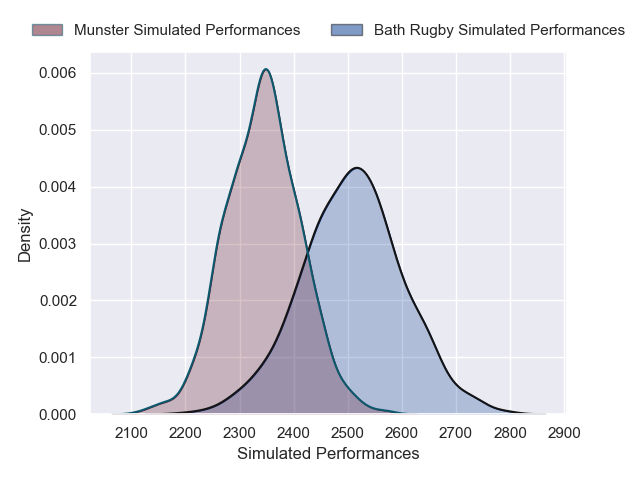 Munster Simulated Performances
Bath Rugby Simulated Performances
0.006
0.005
0.004
0.003
0.002
0.001
0.000
Density
2100 2200 2300 2400 2500 2600 2700 2800 2900
Simulated Performances